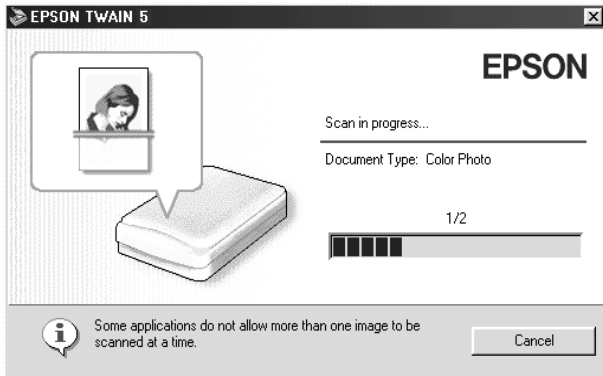 EPSON TWAIN 5
EPSON
Scan in progress...
Document Type: Color Photo
1/2
Some applications do not allow more than one image to be
scanned at a time.
Cancel